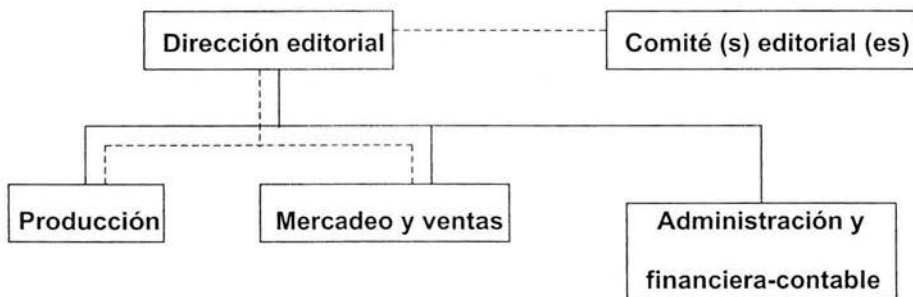 Dirección editorial
Comité (s) editorial (es)
Producción
Mercadeo y ventas
Administración y
financiera-contable